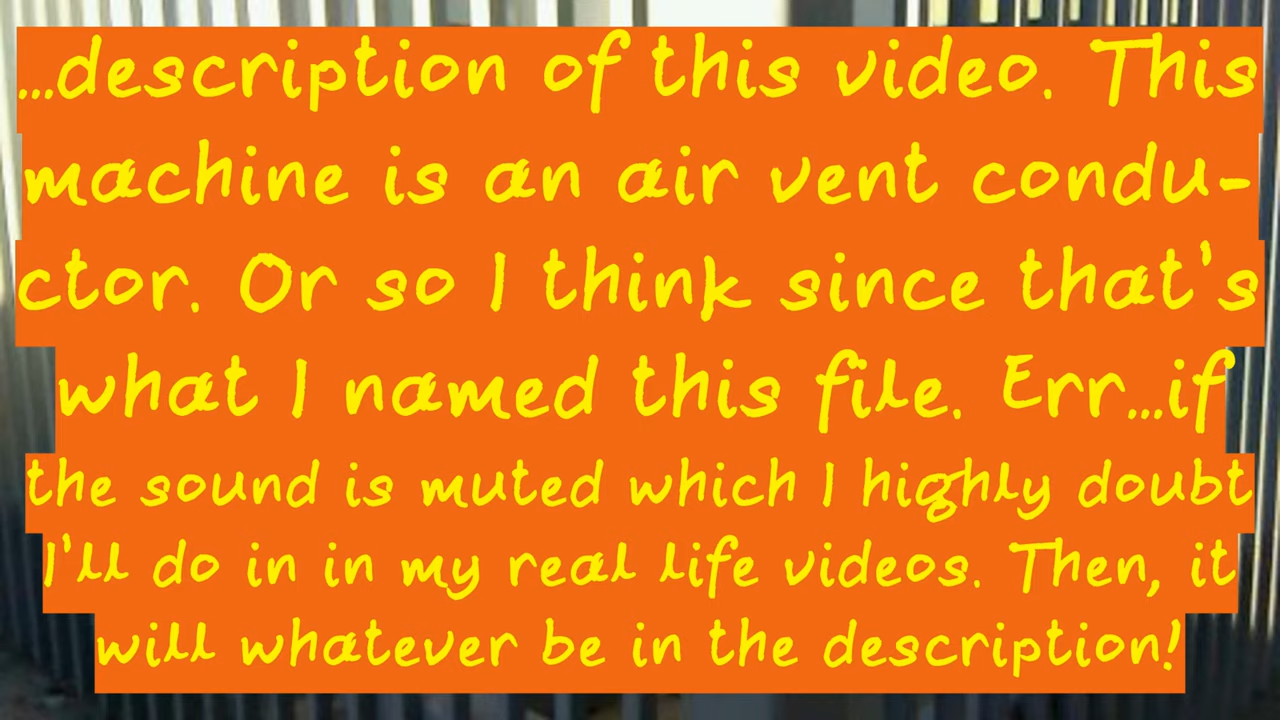 ...description of this video. This
machine is an air vent condu-
ctor. Or so I think since that's
what I named this file. Err...if
the sound is muted which I highly doubt
I'll do in in my real life videos. Then, it
will whatever be in the description!